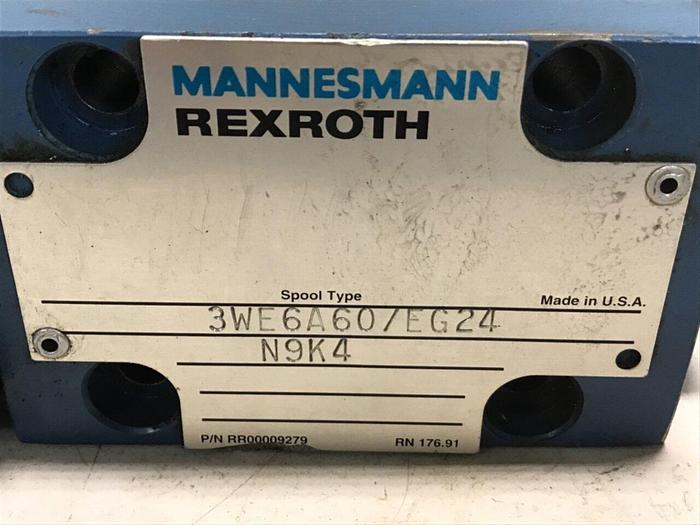 MANNESMANN
REXROTH
Spool Type
Made in U.S.A.
3WE6A60/EG24
N9K4
P/N RR00009279 RN 176.91